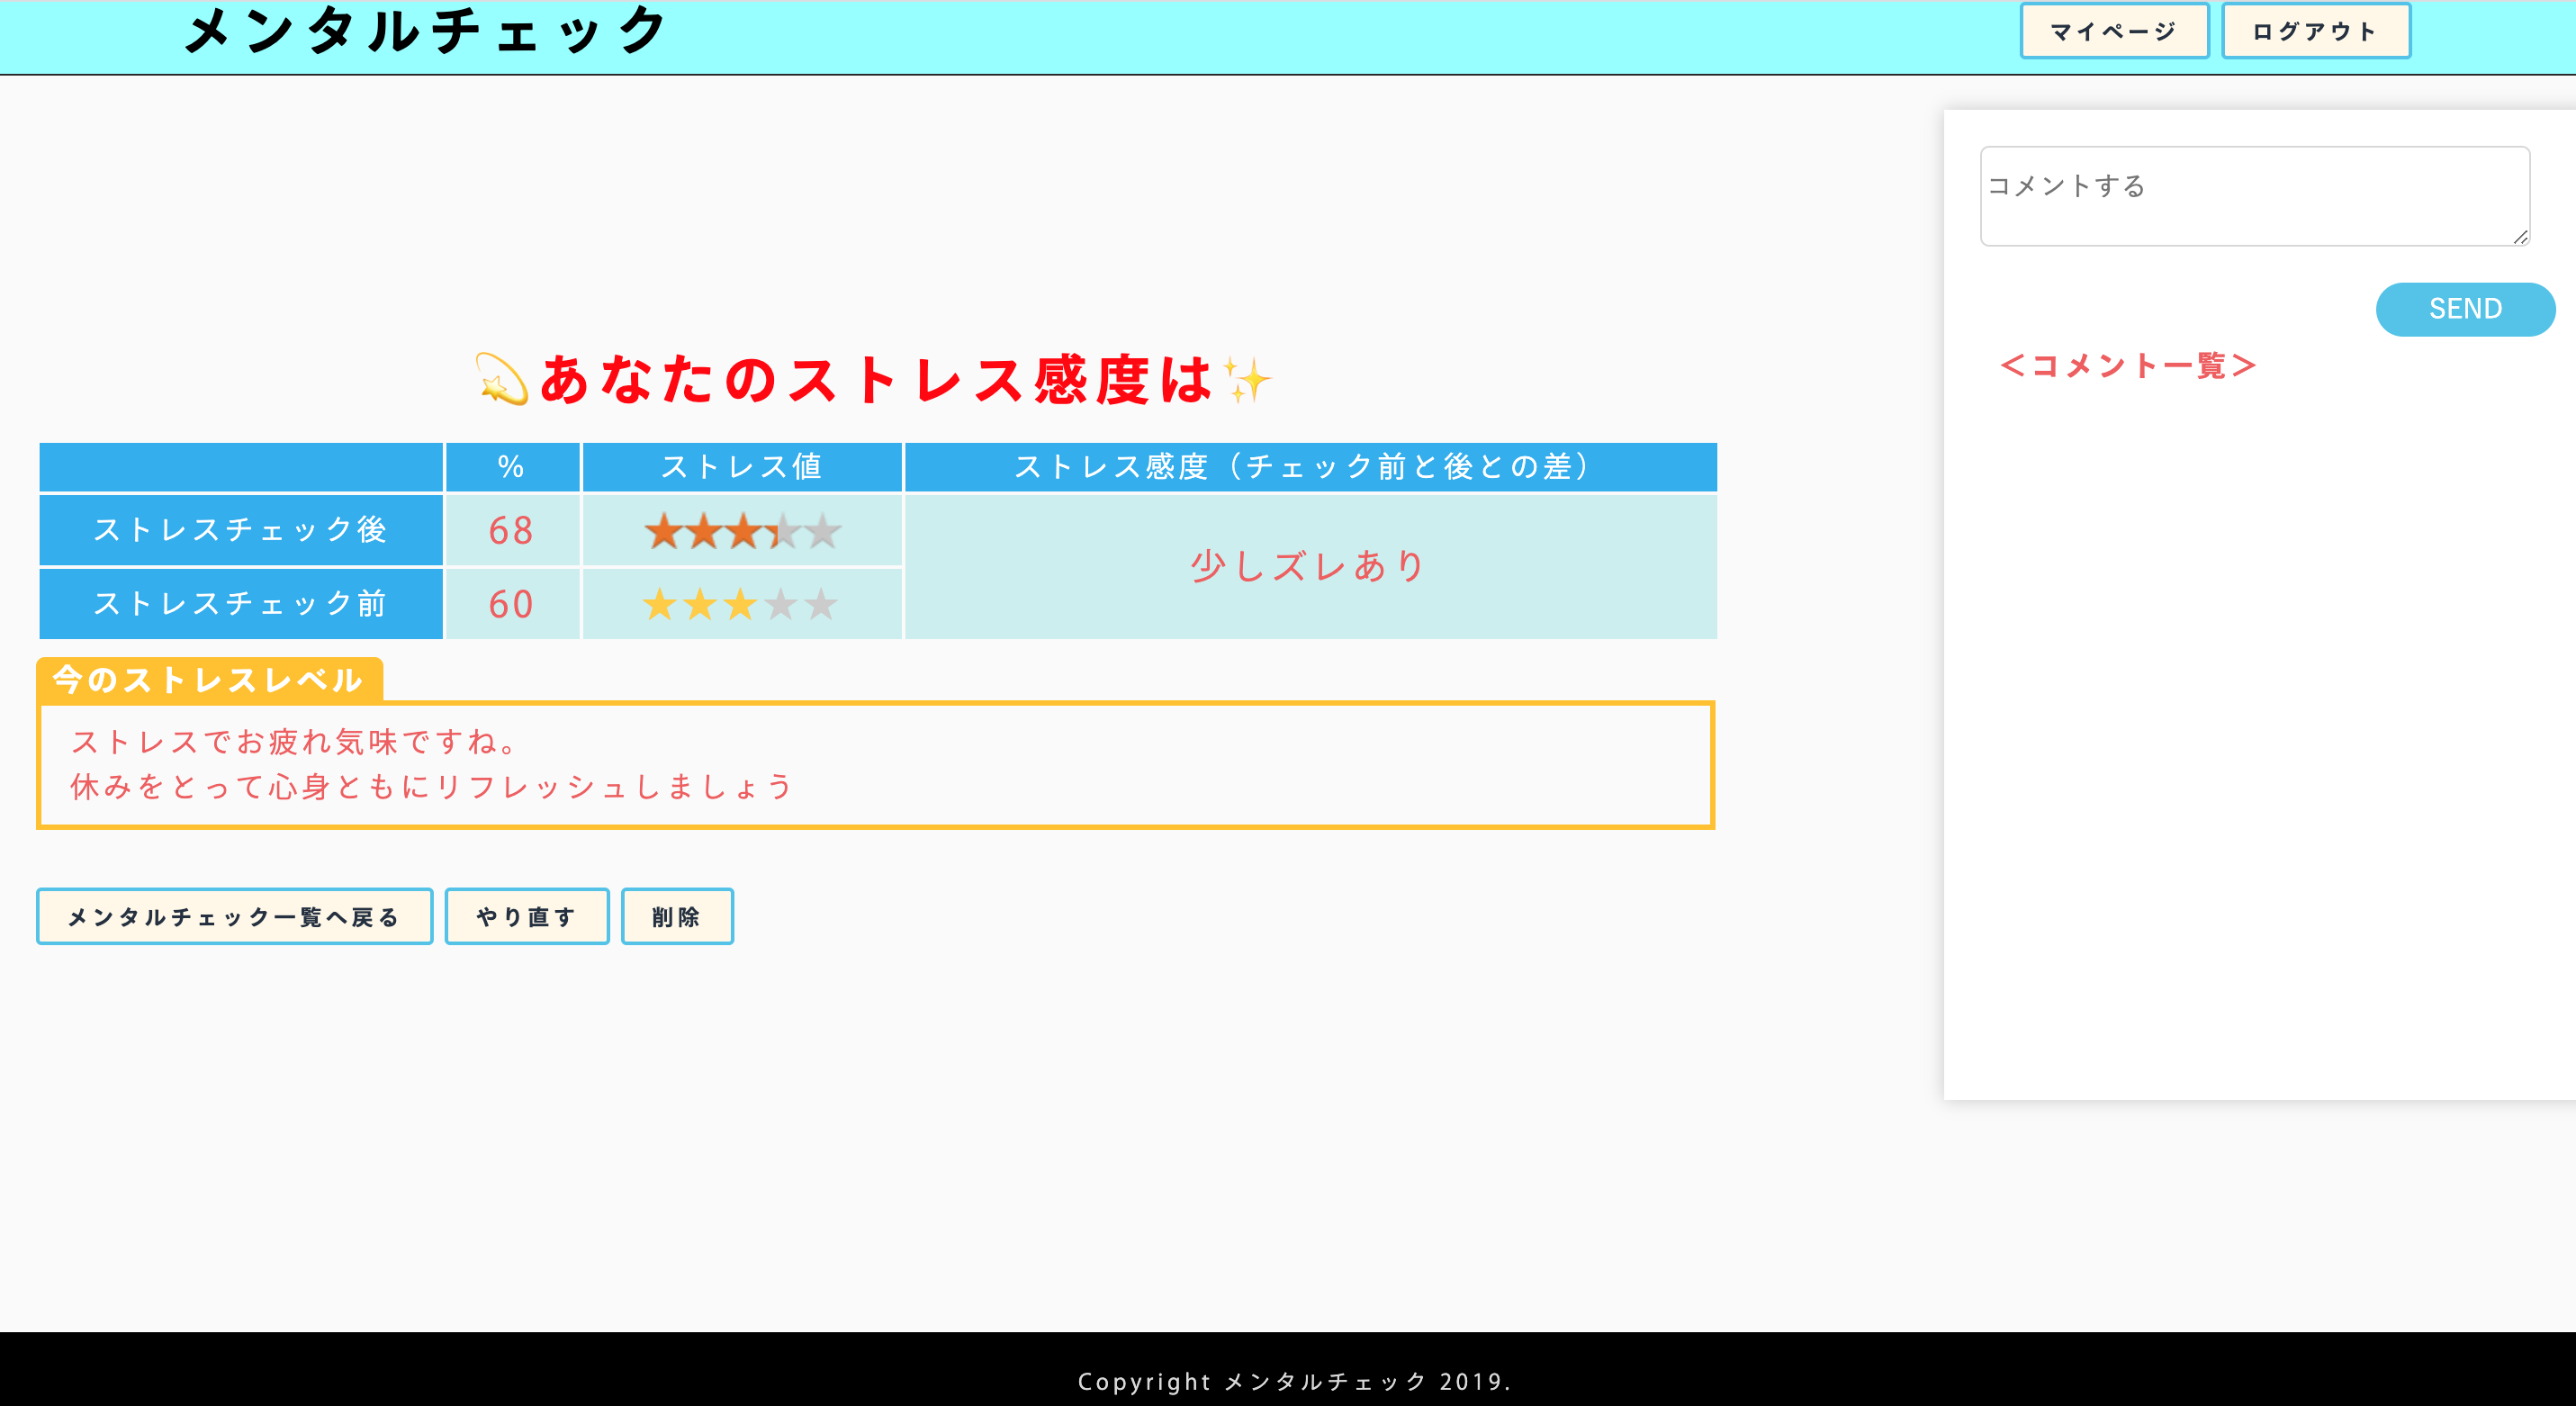 メンタルチェック
マイページ
ログアウト
コメントする
SEND
＜コメント一覧＞
💫あなたのストレス感度は✨
% ストレス値 ストレス感度（チェック前と後との差）
ストレスチェック後 68 少しズレあり
ストレスチェック前 60
今のストレスレベル
ストレスでお疲れ気味ですね。
休みをとって心身ともにリフレッシュしましょう
メンタルチェック一覧へ戻る やり直す 削除
Copyright メンタルチェック 2019.